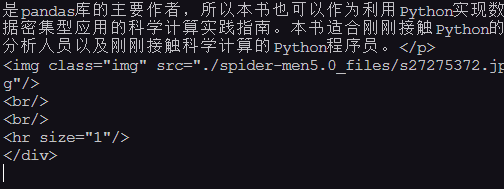 是pandas库的主要作者，所以本书也可以作为利用Python实现数
据密集型应用的科学计算实践指南。本书适合刚刚接触Python的
分析人员以及刚刚接触科学计算的Python程序员。</p>
<img class="img" src="./spider-men5.0_files/s27275372.jp
g"/>
<br/>
<br/>
<hr size="1"/>
</div>